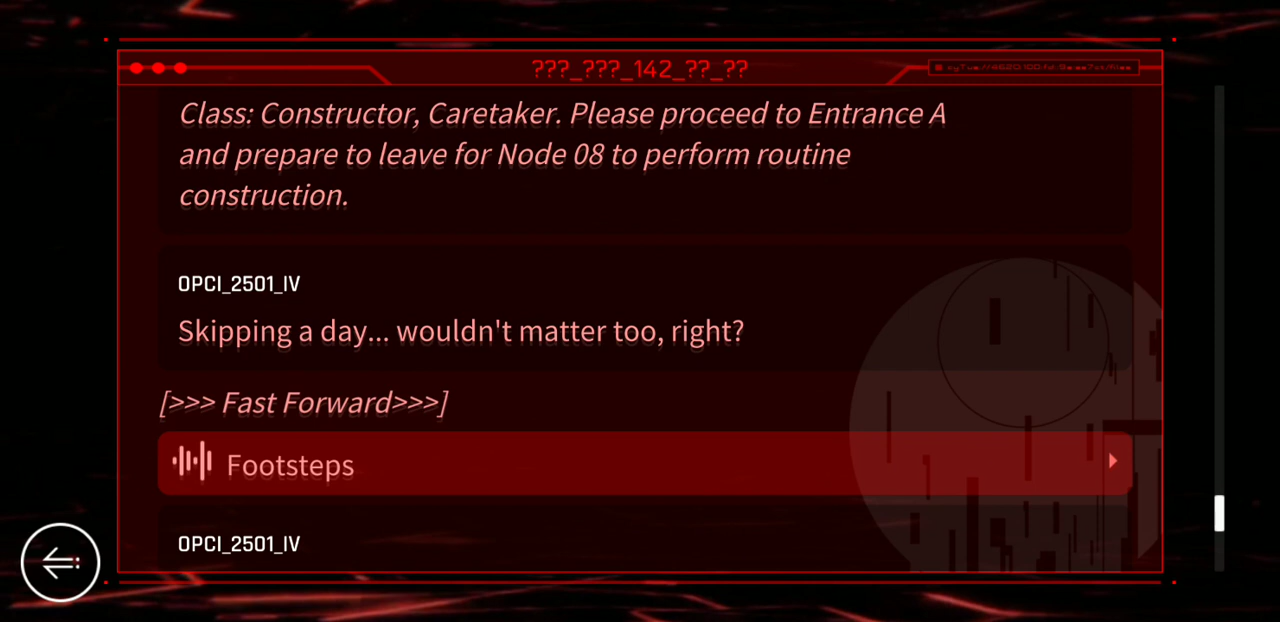 ???_???_142_??_??
Class: Constructor, Caretaker. Please proceed to Entrance A
and prepare to leave for Node 08 to perform routine
construction.
OPCI_2501_IV
Skipping a day... wouldn't matter too, right?
[>>> Fast Forward>>>]
Footsteps
OPCI_2501_IV